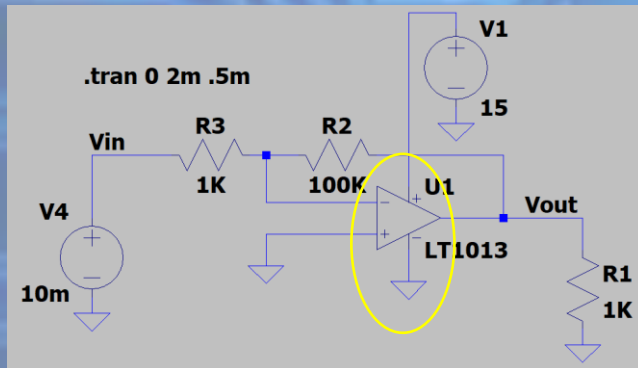 V1
.tran 0 2m .5m
15
Vin
R3
R2
1K
100K
U1
V4
Vout
LT1013
10m
R1
1K